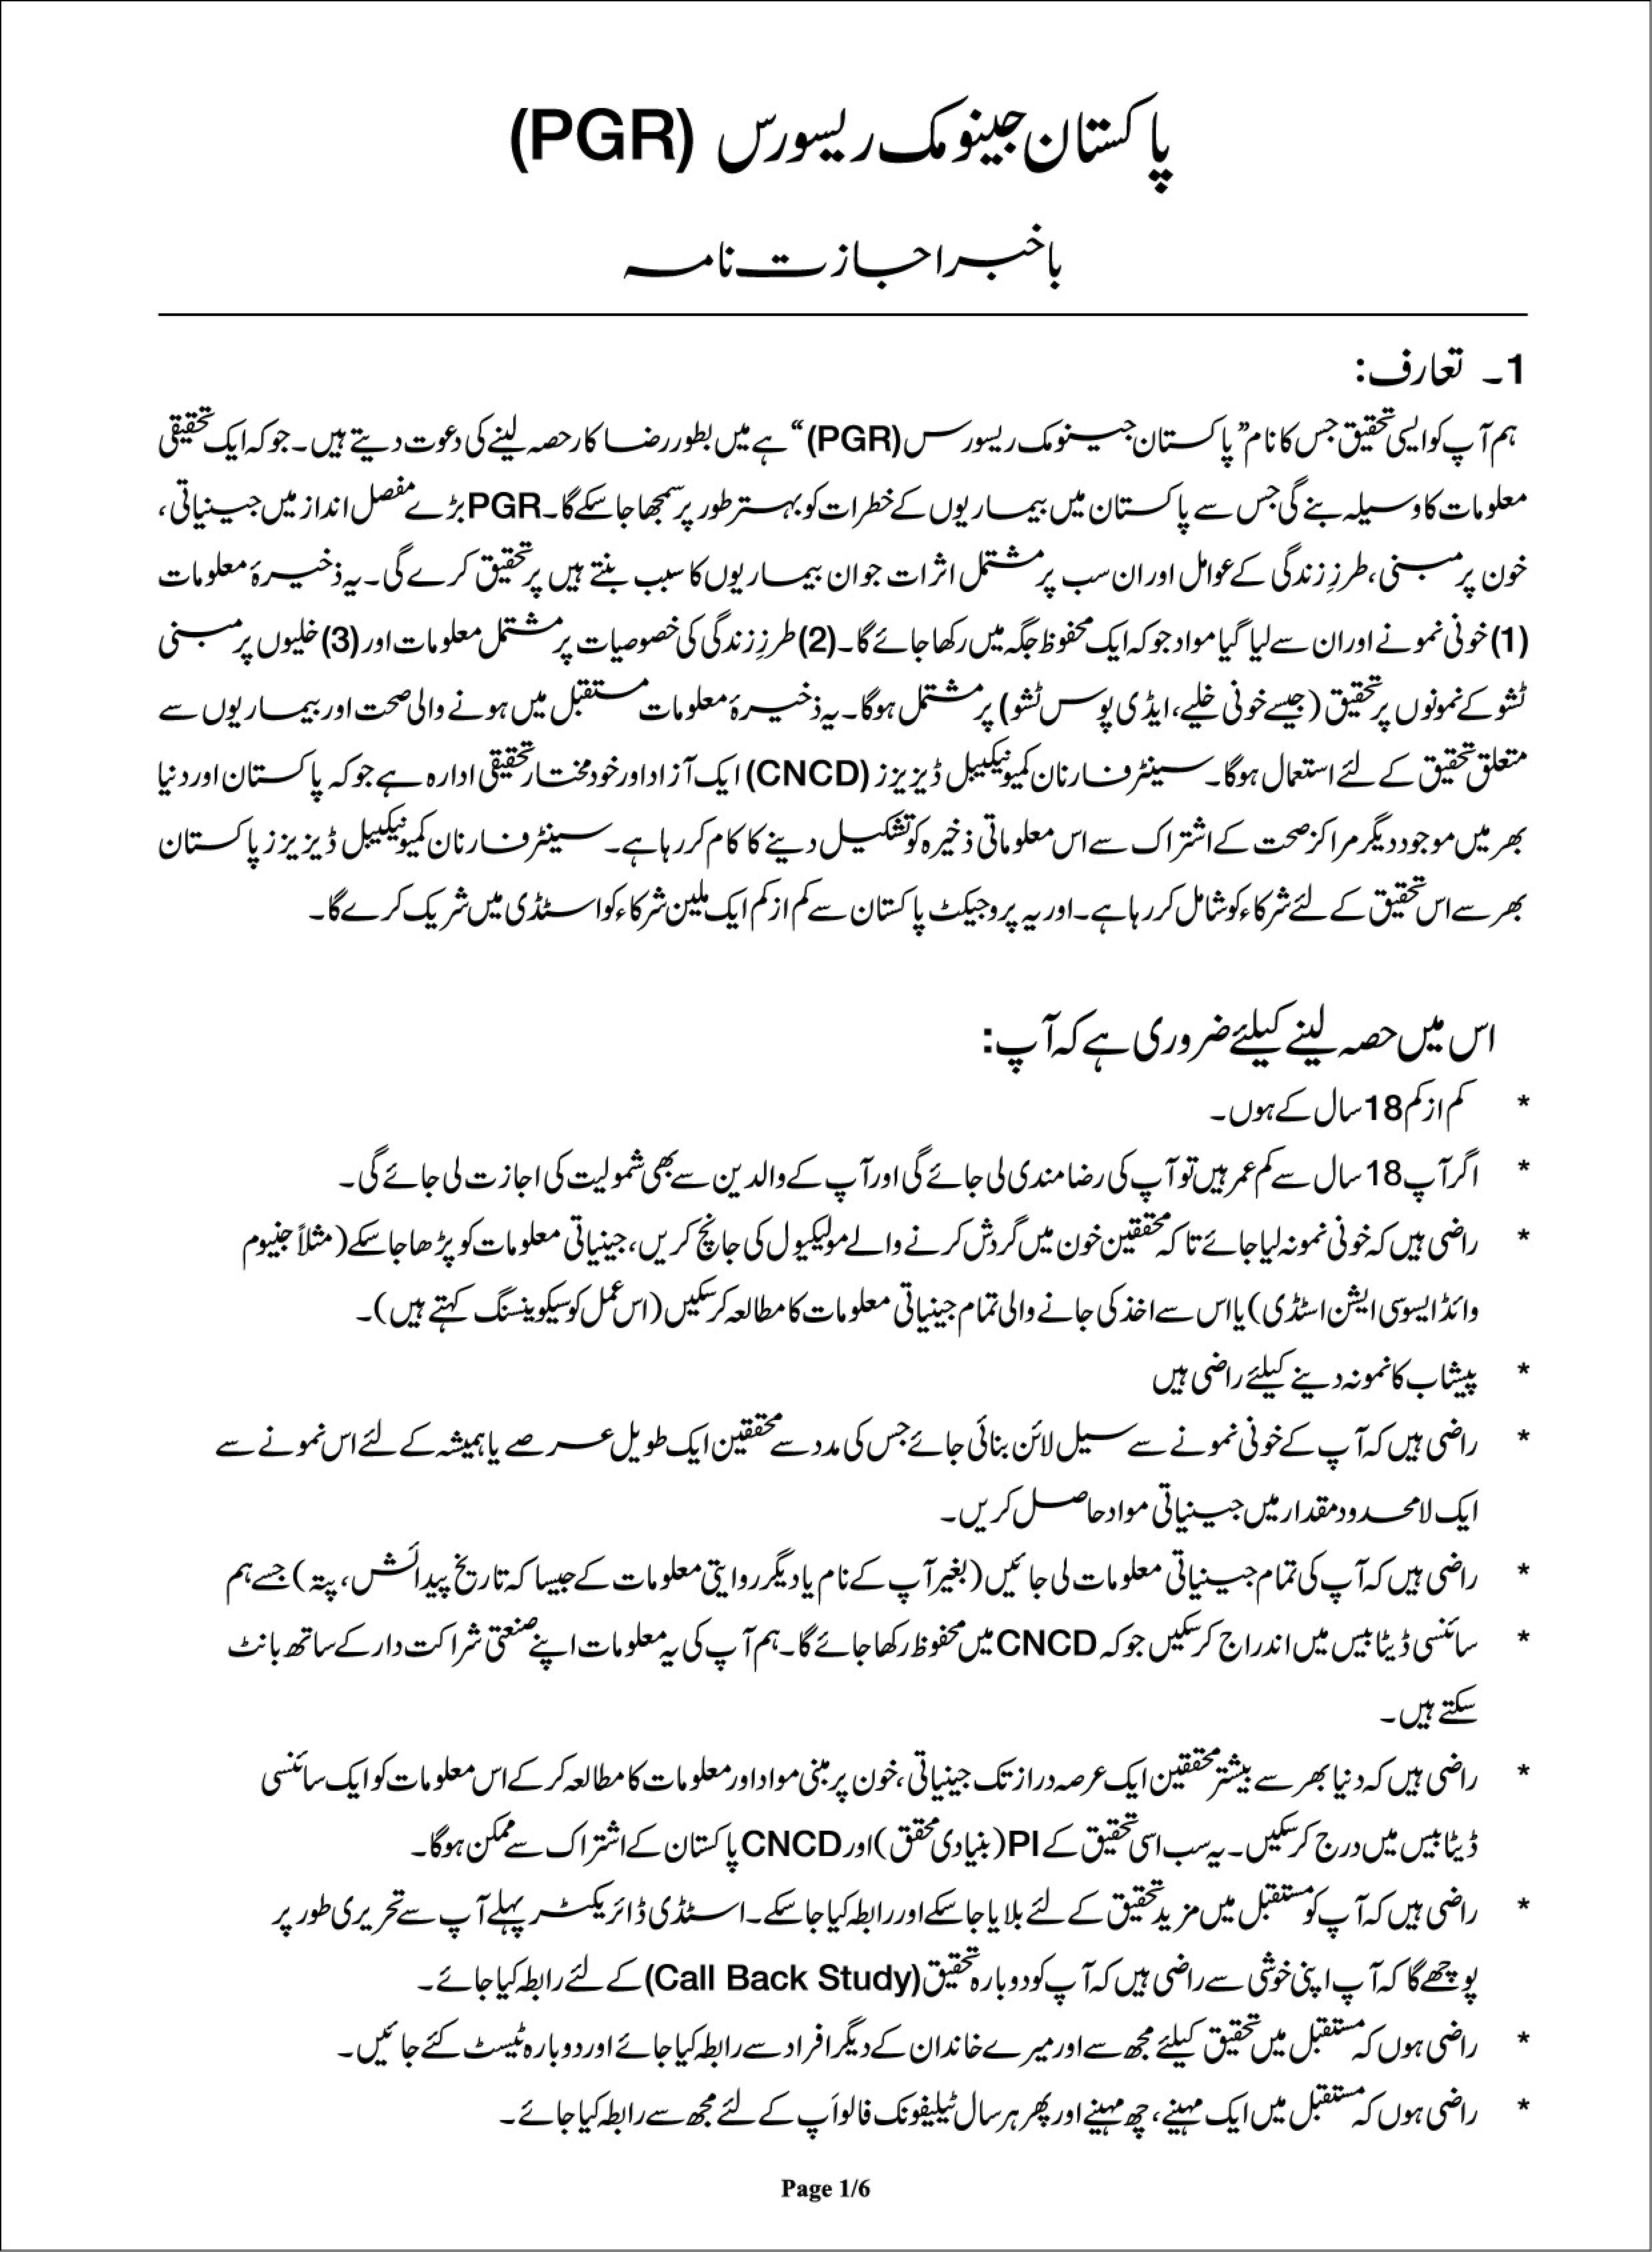 پاکستان جینومک ریسورس (PGR)
باخبر اجازت نامہ
1۔ تعارف:
ہم آپ کو ایسی تحقیق جس کا نام ”پاکستان جینومک ریسورس (PGR)“ ہے میں بطور رضا کار حصہ لینے کی دعوت دیتے ہیں۔ جو کہ ایک تحقیقی
معلومات کا وسیلہ بنے گی جس سے پاکستان میں بیماریوں کے خطرات کو بہتر طور پر سمجھا جا سکے گا۔ PGR بڑے مفصل انداز میں جینیاتی،
خون پر مبنی، طرزِ زندگی کے عوامل اور ان سب پر مشتمل اثرات جو ان بیماریوں کا سبب بنتے ہیں پر تحقیق کرے گی۔ یہ ذخیرۂ معلومات
(1) خونی نمونے اور ان سے لیا گیا مواد جو کہ ایک محفوظ جگہ میں رکھا جائے گا۔ (2) طرزِ زندگی کی خصوصیات پر مشتمل معلومات اور (3) خلیوں پر مبنی
ٹشو کے نمونوں پر تحقیق (جیسے خونی خلیے، ایڈی پوس ٹشو) پر مشتمل ہوگا۔ یہ ذخیرۂ معلومات مستقبل میں ہونے والی صحت اور بیماریوں سے
متعلق تحقیق کے لئے استعمال ہوگا۔ سینٹر فار نان کمیونیکیبل ڈیزیزز (CNCD) ایک آزاد اور خود مختار تحقیقی ادارہ ہے جو کہ پاکستان اور دنیا
بھر میں موجود دیگر مراکز صحت کے اشتراک سے اس معلوماتی ذخیرہ کو تشکیل دینے کا کام کر رہا ہے۔ سینٹر فار نان کمیونیکیبل ڈیزیزز پاکستان
بھر سے اس تحقیق کے لئے شرکاء کو شامل کر رہا ہے۔ اور یہ پروجیکٹ پاکستان سے کم از کم ایک ملین شرکاء کو اسٹڈی میں شریک کرے گا۔
اس میں حصہ لینے کیلئے ضروری ہے کہ آپ:
* کم از کم 18 سال کے ہوں۔
* اگر آپ 18 سال سے کم عمر ہیں تو آپ کی رضا مندی لی جائے گی اور آپ کے والدین سے بھی شمولیت کی اجازت لی جائے گی۔
* راضی ہیں کہ خونی نمونہ لیا جائے تا کہ محققین خون میں گردش کرنے والے مولیکیول کی جانچ کریں، جینیاتی معلومات کو پڑھا جا سکے (مثلاً جنیوم
وائڈ ایسوسی ایشن اسٹڈی) یا اس سے اخذ کی جانے والی تمام جینیاتی معلومات کا مطالعہ کر سکیں (اس عمل کو سیکوینسنگ کہتے ہیں)۔
* پیشاب کا نمونہ دینے کیلئے راضی ہیں
* راضی ہیں کہ آپ کے خونی نمونے سے سیل لائن بنائی جائے جس کی مدد سے محققین ایک طویل عرصے یا ہمیشہ کے لئے اس نمونے سے
ایک لامحدود مقدار میں جینیاتی مواد حاصل کریں۔
* راضی ہیں کہ آپ کی تمام جینیاتی معلومات لی جائیں (بغیر آپ کے نام یا دیگر روایتی معلومات کے جیسا کہ تاریخ پیدائش، پتہ) جسے ہم
* سائنسی ڈیٹا بیس میں اندراج کر سکیں جو کہ CNCD میں محفوظ رکھا جائے گا۔ ہم آپ کی یہ معلومات اپنے صنعتی شراکت دار کے ساتھ بانٹ
سکتے ہیں۔
* راضی ہیں کہ دنیا بھر سے بیشتر محققین ایک عرصہ دراز تک جینیاتی، خون پر مبنی مواد اور معلومات کا مطالعہ کر کے اس معلومات کو ایک سائنسی
ڈیٹا بیس میں درج کر سکیں۔ یہ سب اسی تحقیق کے PI (بنیادی محقق) اور CNCD پاکستان کے اشتراک سے ممکن ہوگا۔
* راضی ہیں کہ آپ کو مستقبل میں مزید تحقیق کے لئے بلایا جا سکے اور رابطہ کیا جا سکے۔ اسٹڈی ڈائریکٹر پہلے آپ سے تحریری طور پر
پوچھے گا کہ آپ اپنی خوشی سے راضی ہیں کہ آپ کو دوبارہ تحقیق (Call Back Study) کے لئے رابطہ کیا جائے۔
* راضی ہوں کہ مستقبل میں تحقیق کیلئے مجھ سے اور میرے خاندان کے دیگر افراد سے رابطہ کیا جائے اور دوبارہ ٹیسٹ کئے جائیں۔
* راضی ہوں کہ مستقبل میں ایک مہینے، چھ مہینے اور پھر ہر سال ٹیلیفونک فالو اَپ کے لئے مجھ سے رابطہ کیا جائے۔
Page 1/6